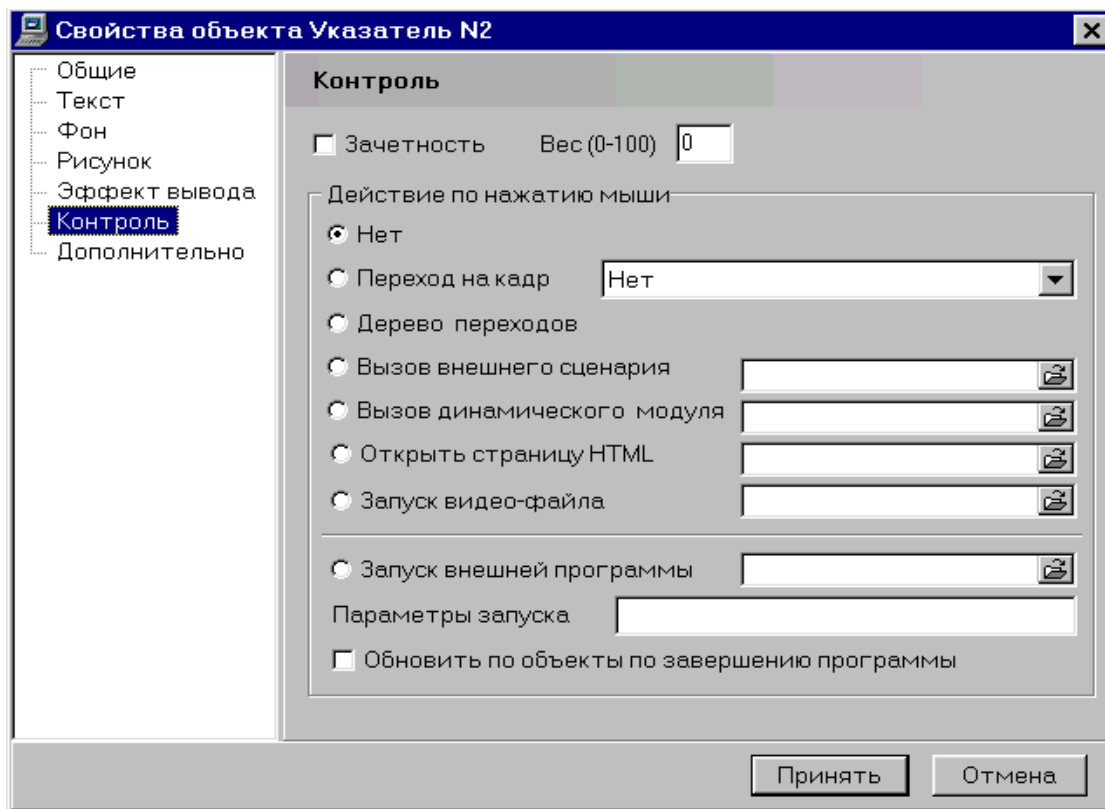 Свойства объекта Указатель N2
Общие
Текст
Фон
Рисунок
Эффект вывода
Контроль
Дополнительно
Контроль
Зачетность Вес (0-100) 0
Действие по нажатию мыши
Нет
Переход на кадр Нет
Дерево переходов
Вызов внешнего сценария
Вызов динамического модуля
Открыть страницу HTML
Запуск видео-файла
Запуск внешней программы
Параметры запуска
Обновить по объекты по завершению программы
Принять Отмена